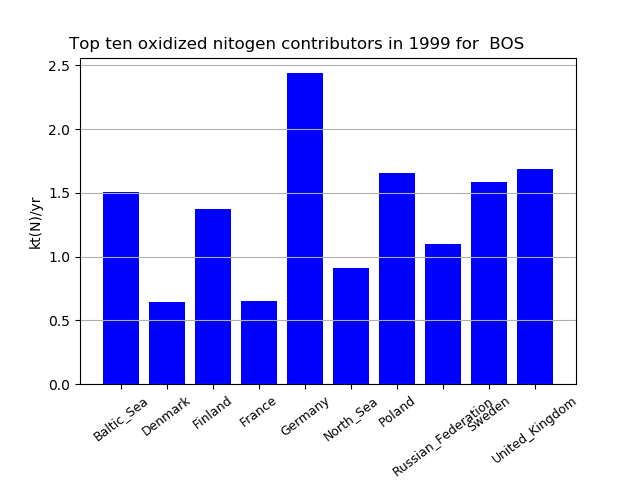 Top ten oxidized nitogen contributors in 1999 for  BOS
2.5
2.0
1.5
1.0
0.5
0.0
kt(N)/yr
Baltic_Sea
Denmark
Finland
France
Germany
North_Sea
Poland
Russian_Federation
Sweden
United_Kingdom